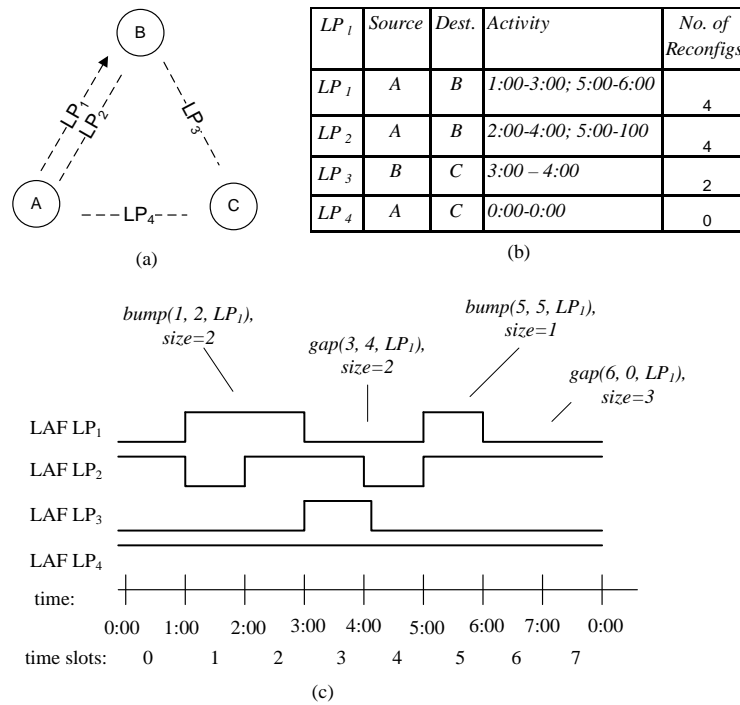 B
LP1
LP2
LP3
A
LP4
C
(a)
LP1 Source Dest. Activity No. of Reconfigs
LP1 A B 1:00-3:00; 5:00-6:00 4
LP2 A B 2:00-4:00; 5:00-100 4
LP3 B C 3:00 – 4:00 2
LP4 A C 0:00-0:00 0
(b)
bump(1, 2, LP1),
size=2
gap(3, 4, LP1),
size=2
bump(5, 5, LP1),
size=1
gap(6, 0, LP1),
size=3
LAF LP1
LAF LP2
LAF LP3
LAF LP4
time:
0:00 1:00 2:00 3:00 4:00 5:00 6:00 7:00 0:00
time slots: 0 1 2 3 4 5 6 7
(c)